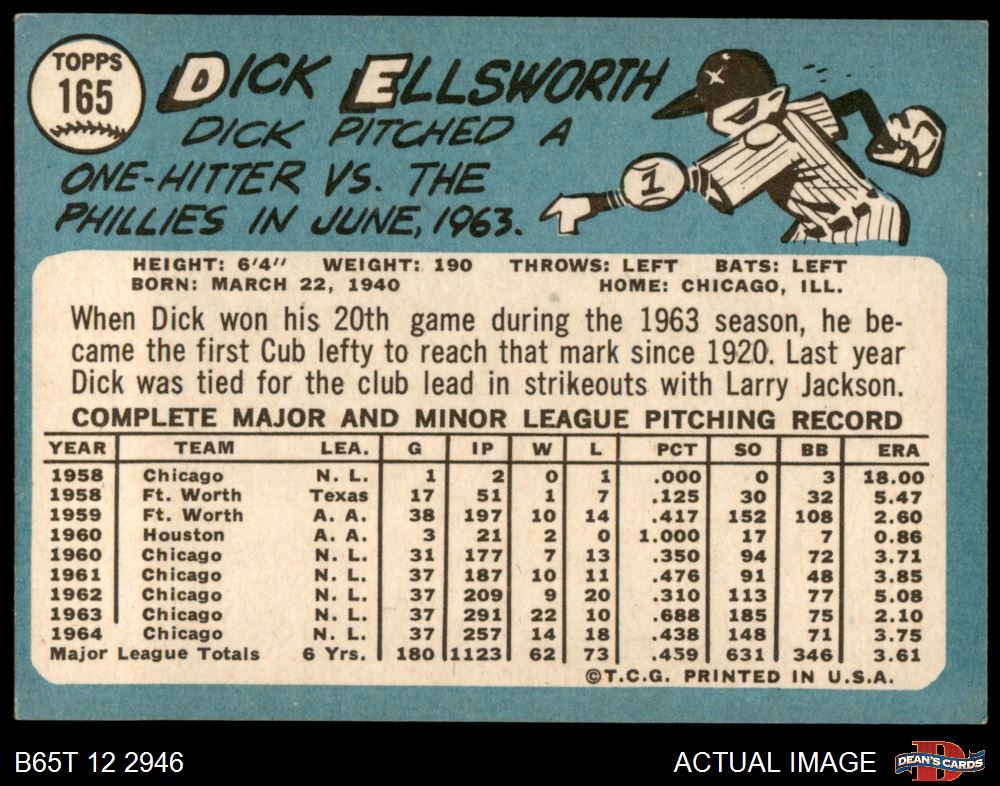 TOPPS
165
DICK ELLSWORTH
DICK PITCHED A
ONE-HITTER VS. THE
PHILLIES IN JUNE, 1963.
1
HEIGHT: 6'4" WEIGHT: 190 THROWS: LEFT BATS: LEFT
BORN: MARCH 22, 1940 HOME: CHICAGO, ILL.
When Dick won his 20th game during the 1963 season, he be-
came the first Cub lefty to reach that mark since 1920. Last year
Dick was tied for the club lead in strikeouts with Larry Jackson.
COMPLETE MAJOR AND MINOR LEAGUE PITCHING RECORD
YEAR TEAM LEA. G IP W L PCT SO BB ERA
1958 Chicago N. L. 1 2 0 1 .000 0 3 18.00
1958 Ft. Worth Texas 17 51 1 7 .125 30 32 5.47
1959 Ft. Worth A. A. 38 197 10 14 .417 152 108 2.60
1960 Houston A. A. 3 21 2 0 1.000 17 7 0.86
1960 Chicago N. L. 31 177 7 13 .350 94 72 3.71
1961 Chicago N. L. 37 187 10 11 .476 91 48 3.85
1962 Chicago N. L. 37 209 9 20 .310 113 77 5.08
1963 Chicago N. L. 37 291 22 10 .688 185 75 2.10
1964 Chicago N. L. 37 257 14 18 .438 148 71 3.75
Major League Totals 6 Yrs. 180 1123 62 73 .459 631 346 3.61
©T.C.G. PRINTED IN U.S.A.
B65T 12 2946
ACTUAL IMAGE
DEAN'S CARDS